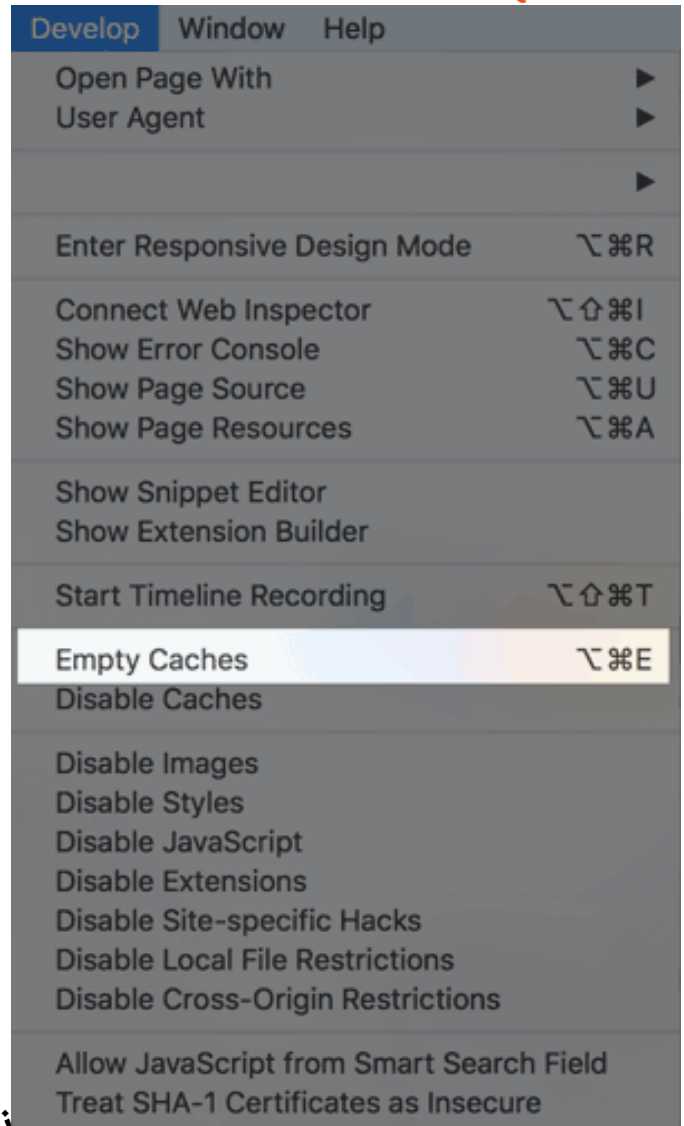 Develop Window Help
Open Page With ▶
User Agent ▶
▶
Enter Responsive Design Mode ⌥⌘R
Connect Web Inspector ⌥⇧⌘I
Show Error Console ⌥⌘C
Show Page Source ⌥⌘U
Show Page Resources ⌥⌘A
Show Snippet Editor
Show Extension Builder
Start Timeline Recording ⌥⇧⌘T
Empty Caches ⌥⌘E
Disable Caches
Disable Images
Disable Styles
Disable JavaScript
Disable Extensions
Disable Site-specific Hacks
Disable Local File Restrictions
Disable Cross-Origin Restrictions
Allow JavaScript from Smart Search Field
Treat SHA-1 Certificates as Insecure